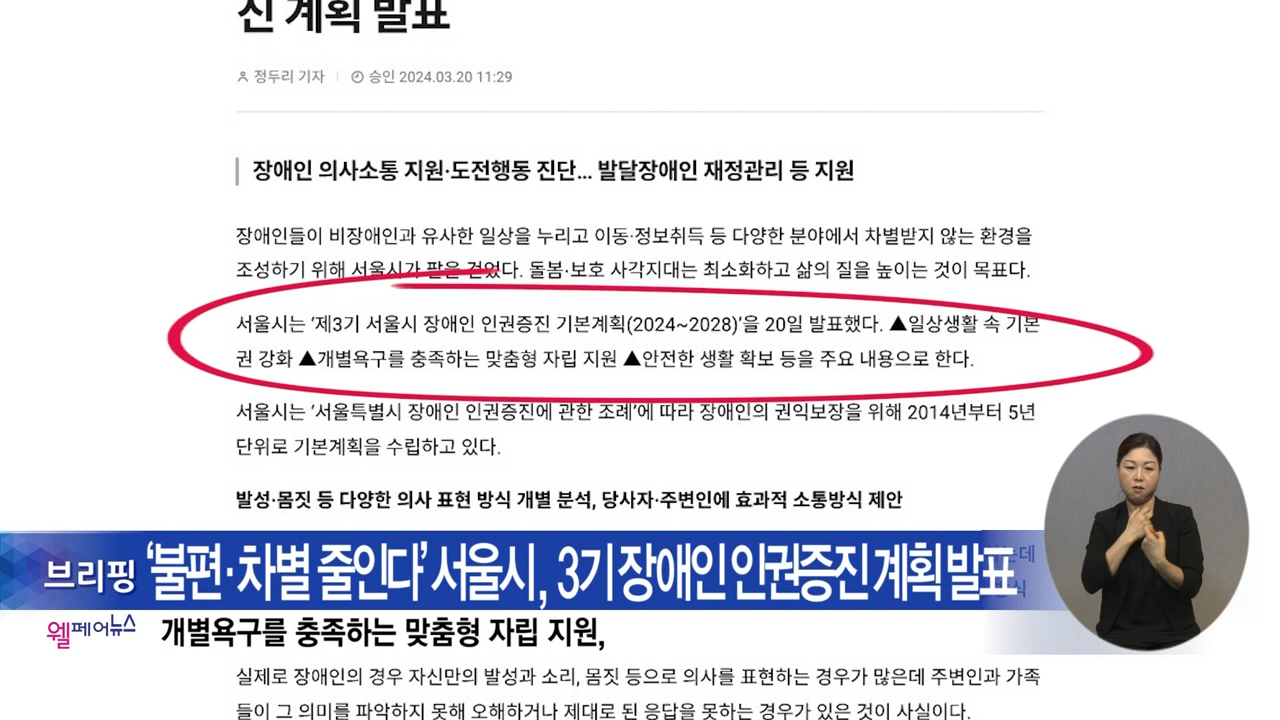 신 계획 발표
정두리 기자 승인 2024.03.20 11:29
장애인 의사소통 지원·도전행동 진단… 발달장애인 재정관리 등 지원
장애인들이 비장애인과 유사한 일상을 누리고 이동·정보취득 등 다양한 분야에서 차별받지 않는 환경을
조성하기 위해 서울시가 팔을 걷었다. 돌봄·보호 사각지대는 최소화하고 삶의 질을 높이는 것이 목표다.
서울시는 ‘제3기 서울시 장애인 인권증진 기본계획(2024~2028)’을 20일 발표했다. ▲일상생활 속 기본
권 강화 ▲개별욕구를 충족하는 맞춤형 자립 지원 ▲안전한 생활 확보 등을 주요 내용으로 한다.
서울시는 ‘서울특별시 장애인 인권증진에 관한 조례’에 따라 장애인의 권익보장을 위해 2014년부터 5년
단위로 기본계획을 수립하고 있다.
발성·몸짓 등 다양한 의사 표현 방식 개별 분석, 당사자·주변인에 효과적 소통방식 제안
브리핑 ‘불편·차별 줄인다’ 서울시, 3기 장애인 인권증진 계획 발표
웰페어뉴스 개별욕구를 충족하는 맞춤형 자립 지원,
실제로 장애인의 경우 자신만의 발성과 소리, 몸짓 등으로 의사를 표현하는 경우가 많은데 주변인과 가족
들이 그 의미를 파악하지 못해 오해하거나 제대로 된 응답을 못하는 경우가 있은 것이 사실이다.